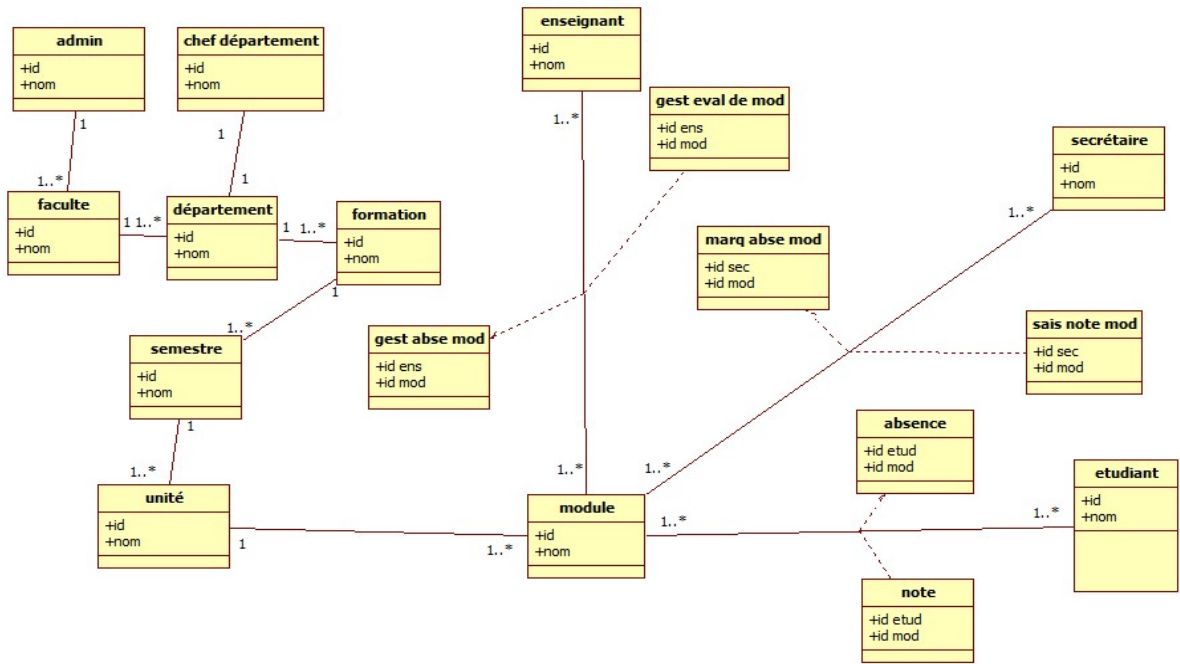 enseignant
+id
+nom
admin
+id
+nom
chef département
+id
+nom
gest eval de mod
+id ens
+id mod
1
1..*
1
1..*
secrétaire
+id
+nom
1..*
1
faculte
+id
+nom
1 1..*
département
+id
+nom
1
1..*
formation
+id
+nom
1
marq abse mod
+id sec
+id mod
1..*
semestre
+id
+nom
1
gest abse mod
+id ens
+id mod
sais note mod
+id sec
+id mod
absence
+id etud
+id mod
1..*
unité
+id
+nom
1
1..*
1..*
1..*
module
+id
+nom
1..*
1..*
etudiant
+id
+nom
note
+id etud
+id mod